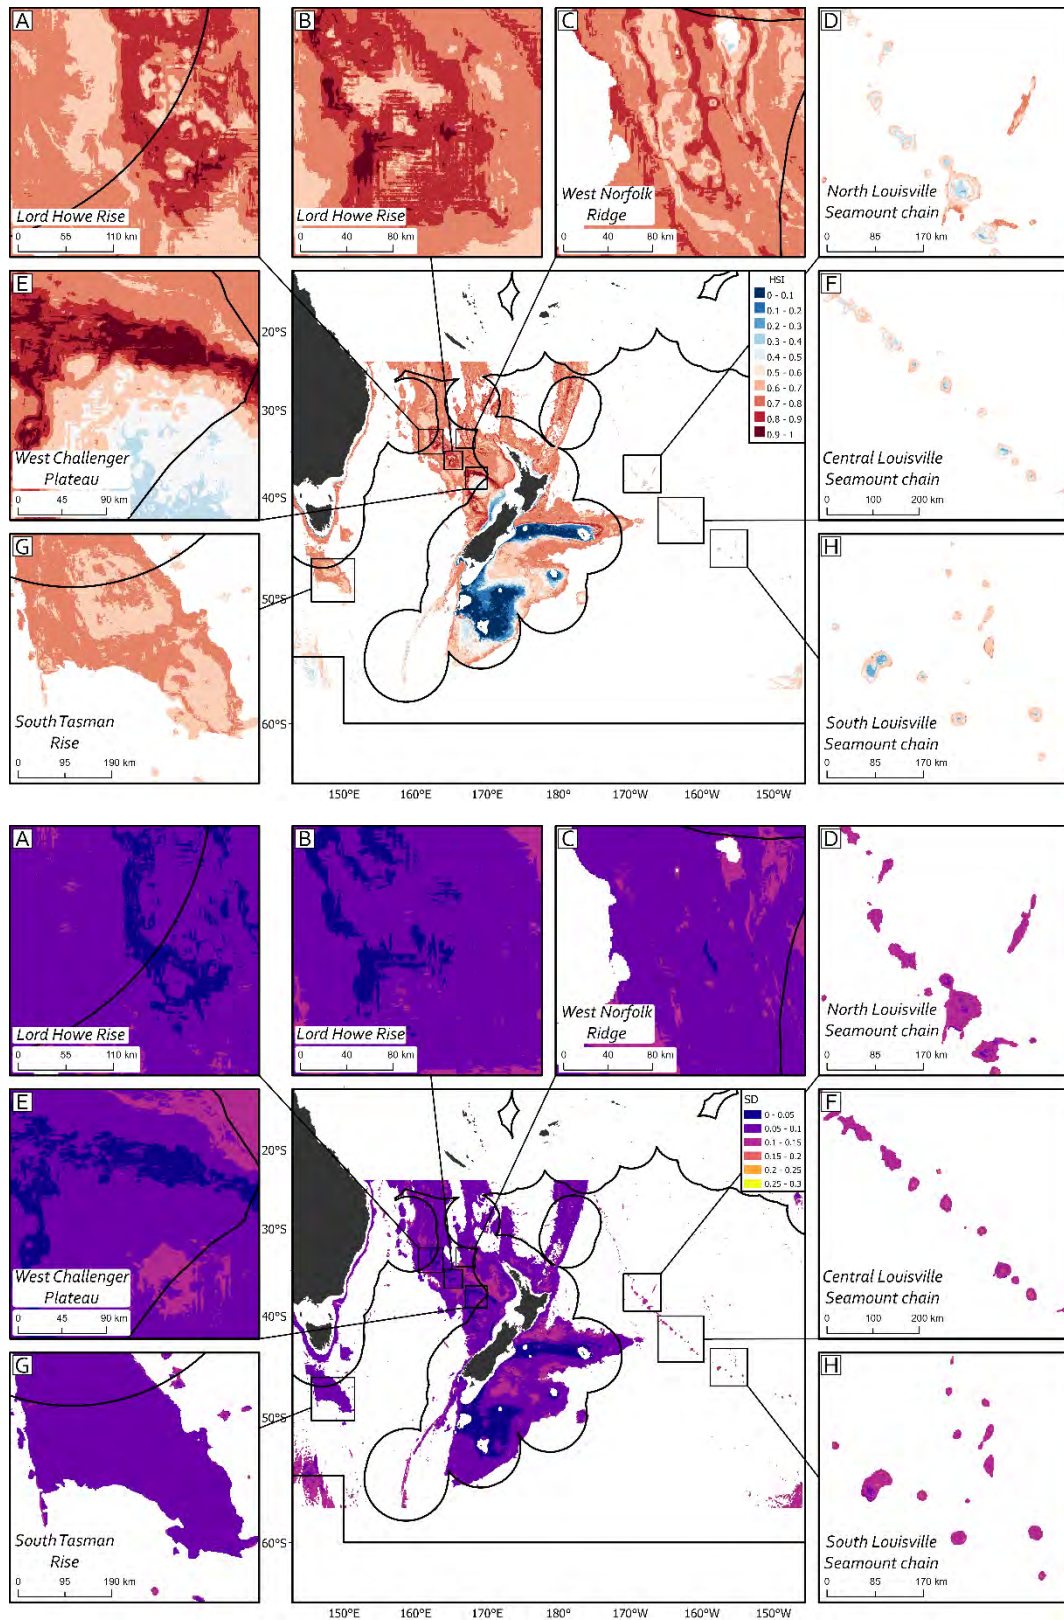 A
Lord Howe Rise
0 55 110 km
B
Lord Howe Rise
0 40 80 km
C
West Norfolk
Ridge
0 40 80 km
D
North Louisville
Seamount chain
0 85 170 km
E
West Challenger
Plateau
0 45 90 km
HSI
0 - 0.1
0.1 - 0.2
0.2 - 0.3
0.3 - 0.4
0.4 - 0.5
0.5 - 0.6
0.6 - 0.7
0.7 - 0.8
0.8 - 0.9
0.9 - 1
20°S
30°S
40°S
50°S
60°S
150°E 160°E 170°E 180°W 170°W 160°W 150°W
F
Central Louisville
Seamount chain
0 100 200 km
G
South Tasman
Rise
0 95 190 km
H
South Louisville
Seamount chain
0 85 170 km
A
Lord Howe Rise
0 55 110 km
B
Lord Howe Rise
0 40 80 km
C
West Norfolk
Ridge
0 40 80 km
D
North Louisville
Seamount chain
0 85 170 km
E
West Challenger
Plateau
0 45 90 km
SD
0 - 0.05
0.05 - 0.1
0.1 - 0.15
0.15 - 0.2
0.2 - 0.25
0.25 - 0.3
20°S
30°S
40°S
50°S
60°S
150°E 160°E 170°E 180°W 170°W 160°W 150°W
F
Central Louisville
Seamount chain
0 100 200 km
G
South Tasman
Rise
0 95 190 km
H
South Louisville
Seamount chain
0 85 170 km